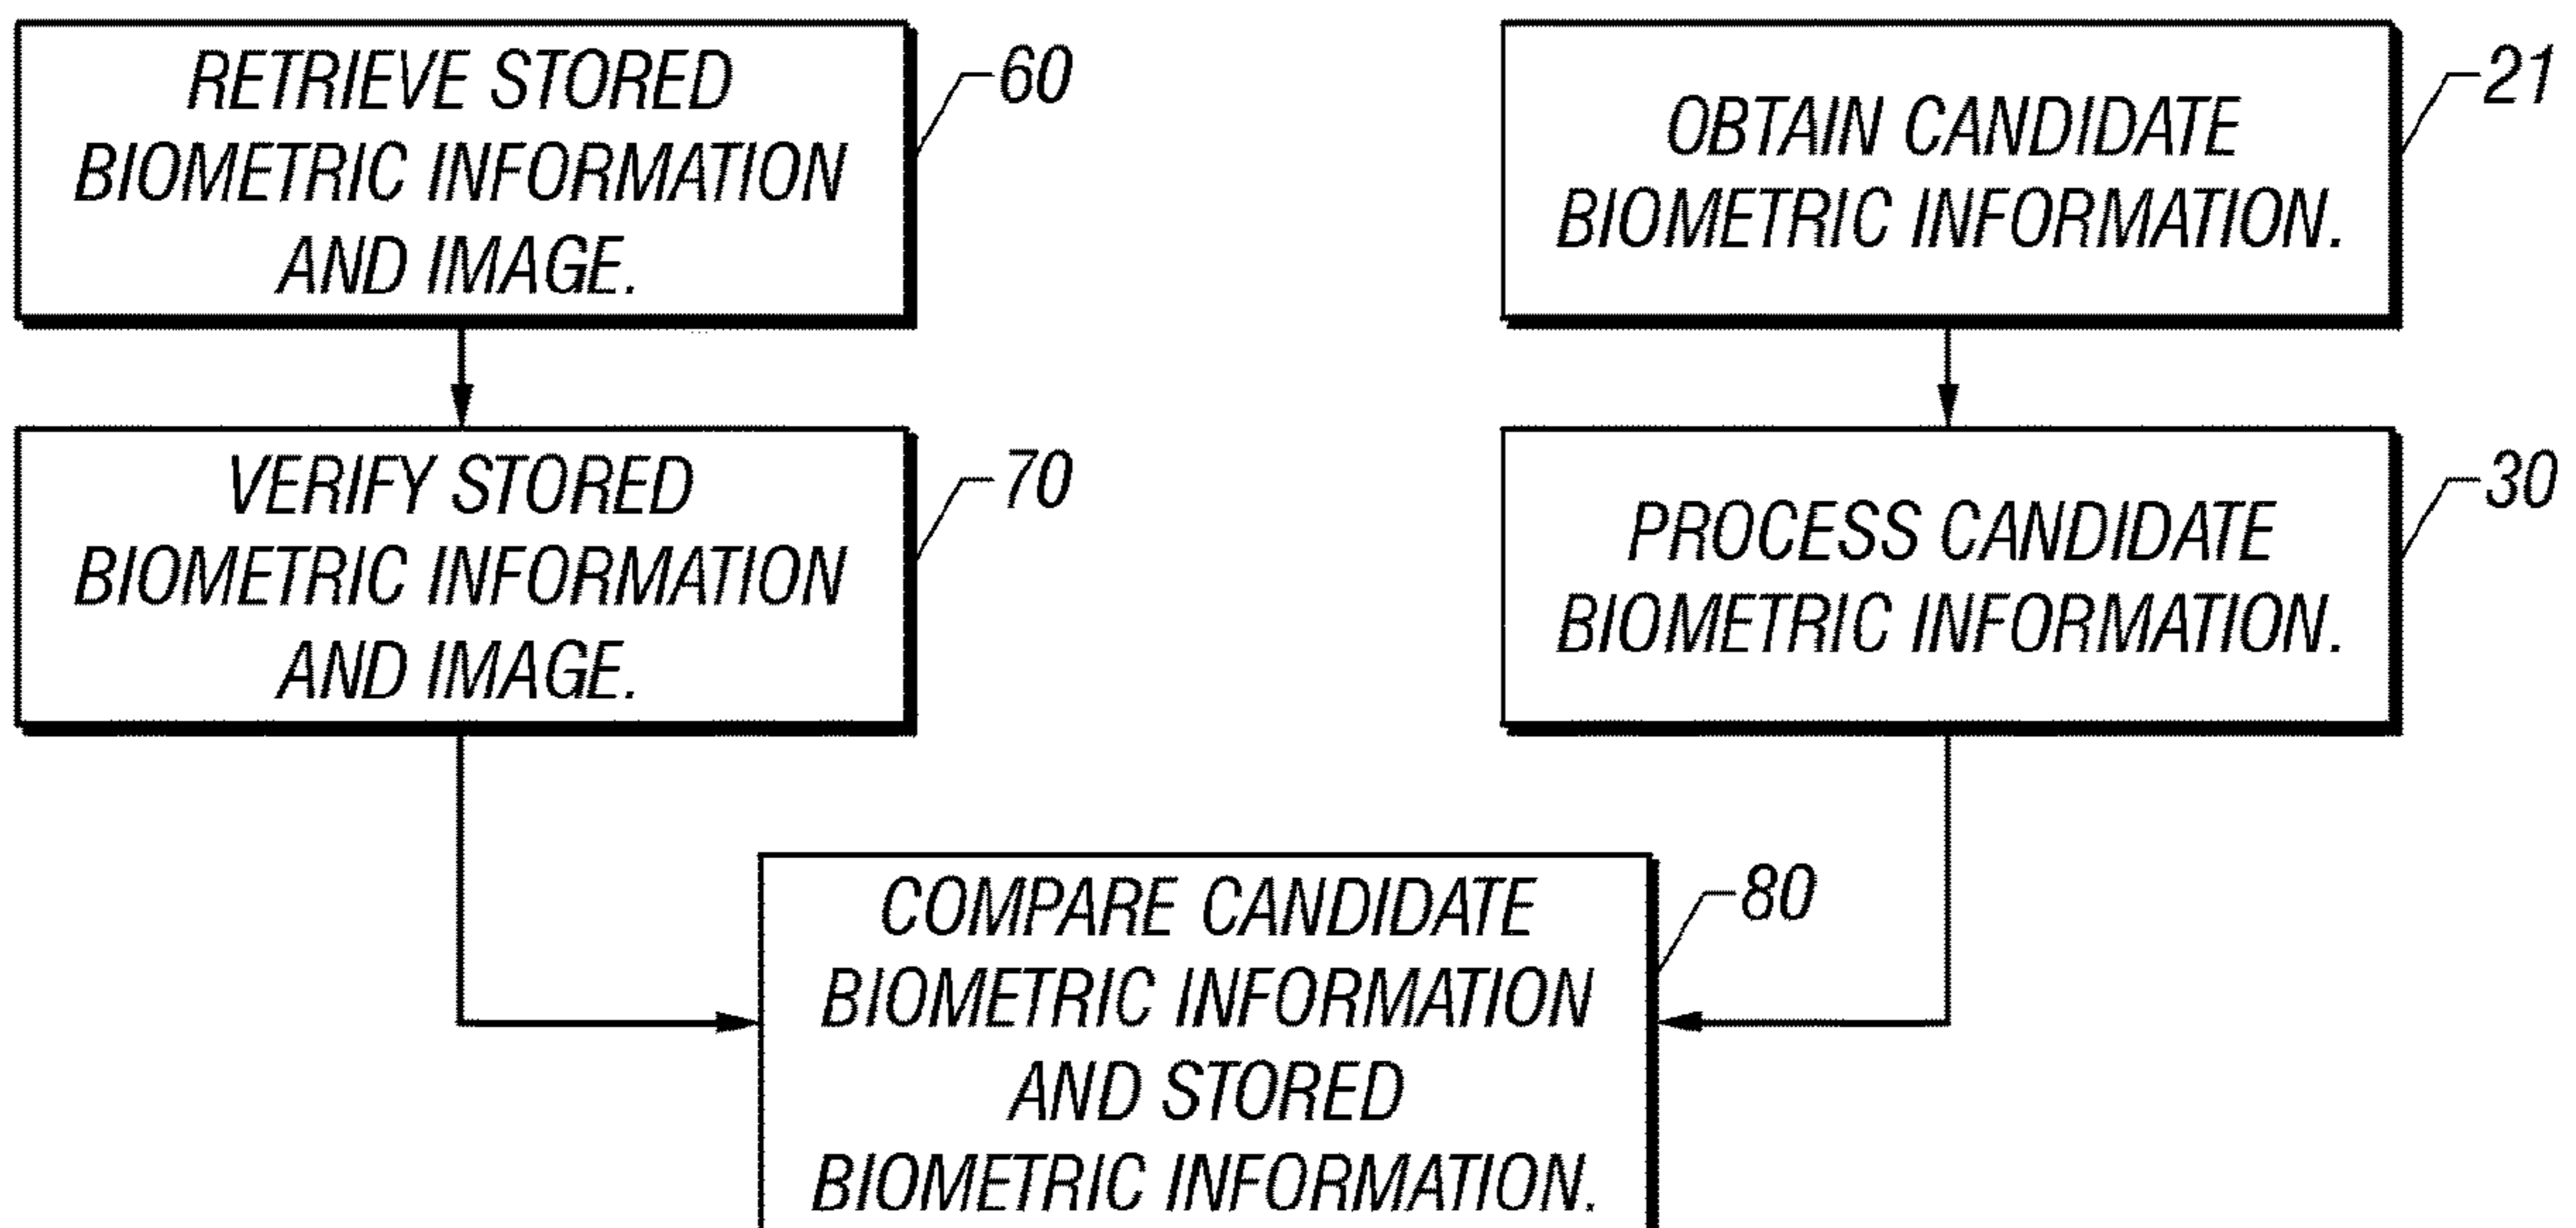 RETRIEVE STORED
BIOMETRIC INFORMATION
AND IMAGE.
60
OBTAIN CANDIDATE
BIOMETRIC INFORMATION.
21
VERIFY STORED
BIOMETRIC INFORMATION
AND IMAGE.
70
PROCESS CANDIDATE
BIOMETRIC INFORMATION.
30
COMPARE CANDIDATE
BIOMETRIC INFORMATION
AND STORED
BIOMETRIC INFORMATION.
80